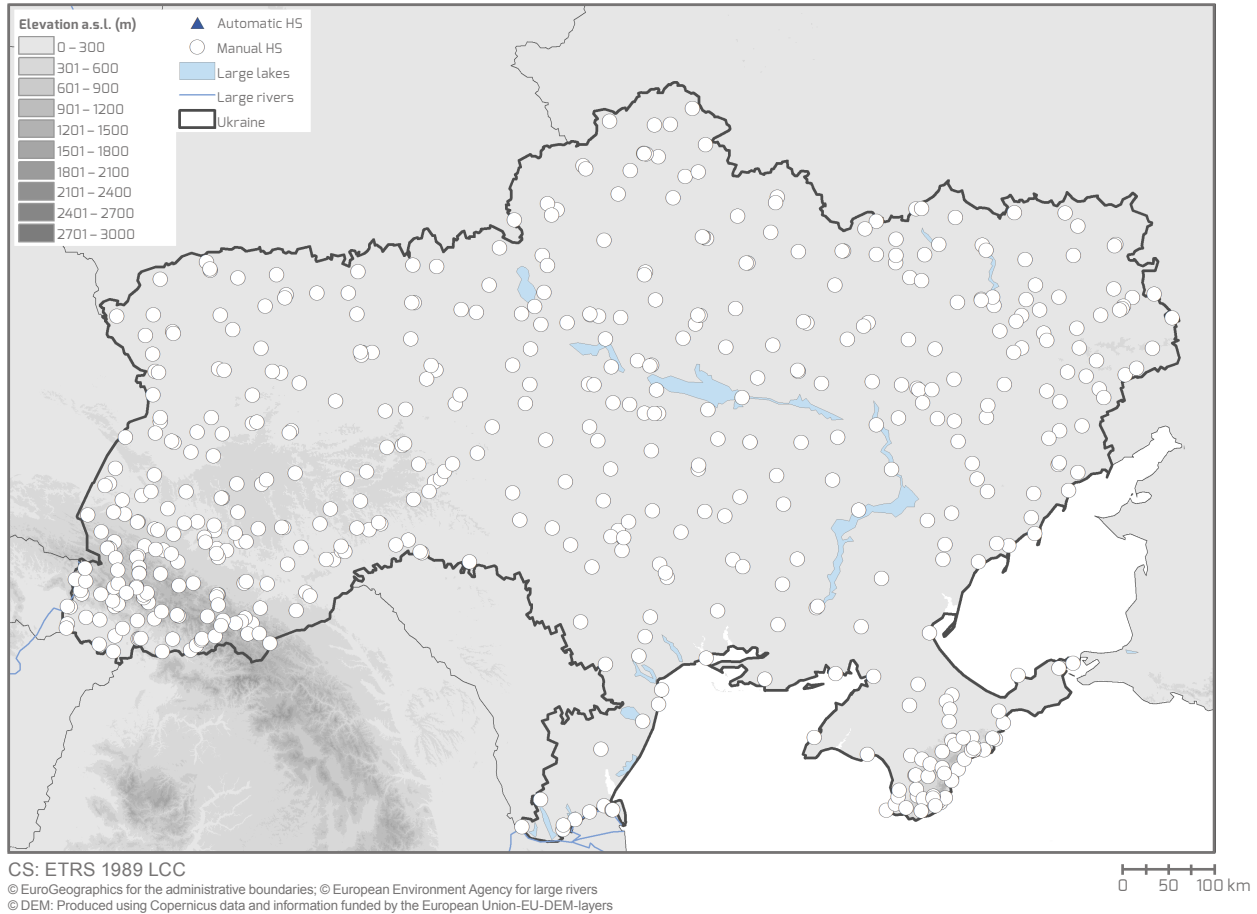 Elevation a.s.l. (m)
0 – 300
301 – 600
601 – 900
901 – 1200
1201 – 1500
1501 – 1800
1801 – 2100
2101 – 2400
2401 – 2700
2701 – 3000
Automatic HS
Manual HS
Large lakes
Large rivers
Ukraine
CS: ETRS 1989 LCC
© EuroGeographics for the administrative boundaries; © European Environment Agency for large rivers
© DEM: Produced using Copernicus data and information funded by the European Union-EU-DEM-layers
0 50 100 km